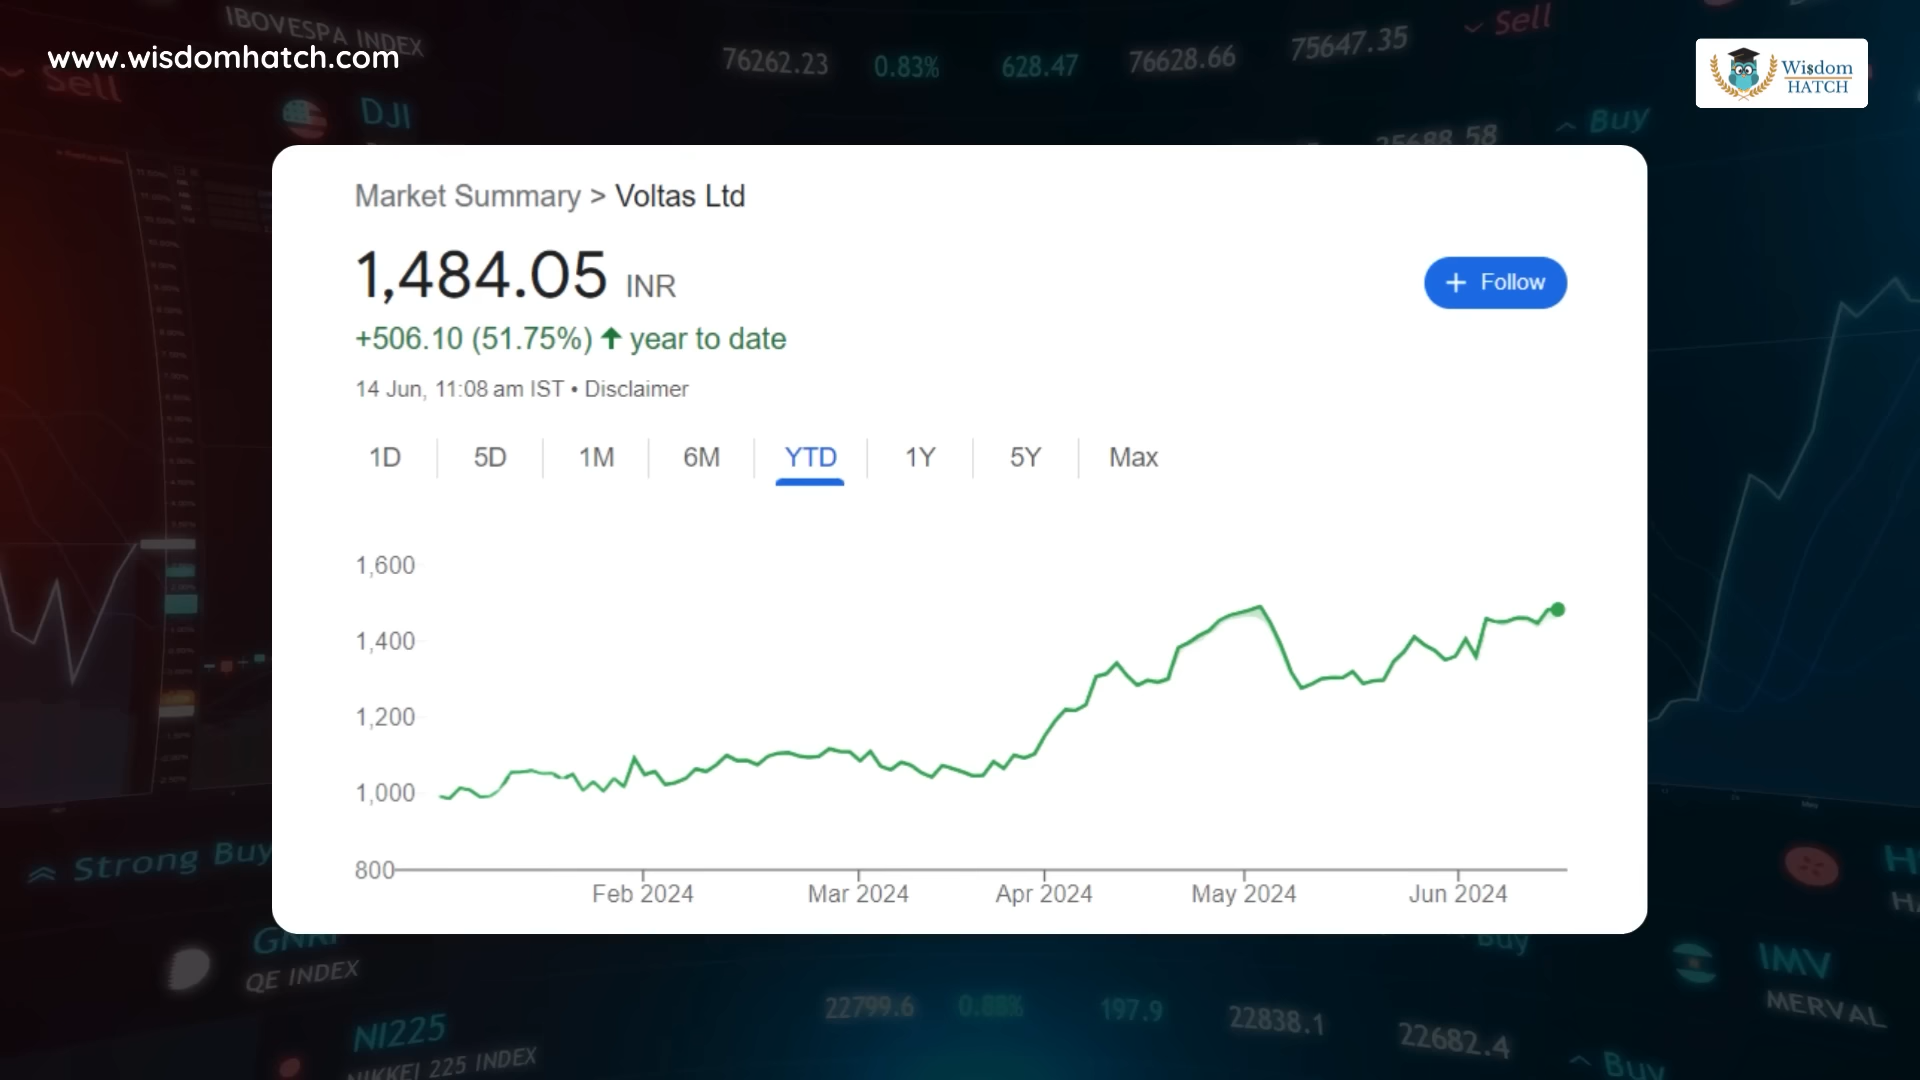 IBOVESPA INDEX
www.wisdomhatch.com
76262.23 0.83% 628.47 76628.66 75647.35 Sell
Sell
DJI
Wisdom
HATCH
Buy
Market Summary > Voltas Ltd
1,484.05 INR
+ Follow
+506.10 (51.75%) ↑ year to date
14 Jun, 11:08 am IST • Disclaimer
1D 5D 1M 6M YTD 1Y 5Y Max
1,600
1,400
1,200
1,000
800
Feb 2024 Mar 2024 Apr 2024 May 2024 Jun 2024
Strong Buy
QE INDEX
Buy
IMV
MERVAL
22799.6 0.88% 197.9 22838.1 22682.4
NI225
NIKKEI 225 INDEX
Buy